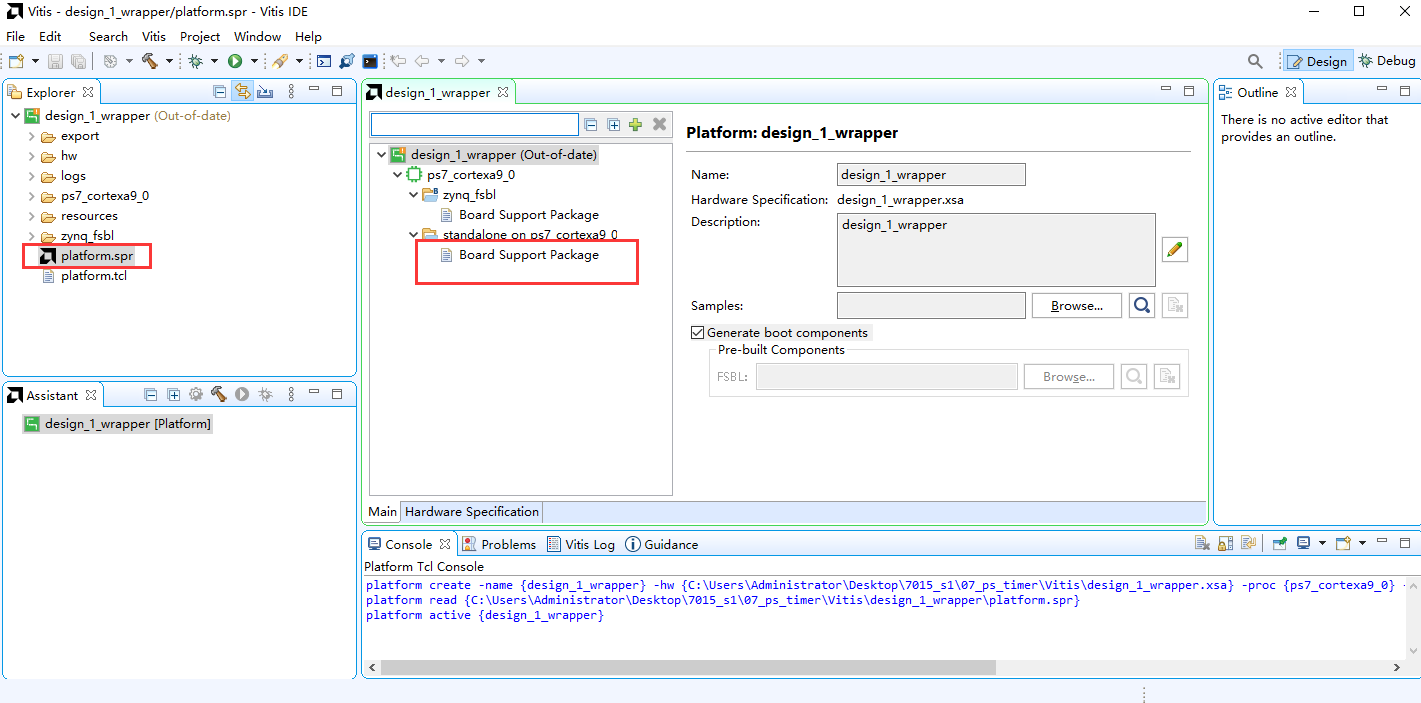 Vitis - design_1_wrapper/platform.spr - Vitis IDE
File Edit Search Vitis Project Window Help
Design Debug
Explorer
design_1_wrapper (Out-of-date)
export
hw
logs
ps7_cortexa9_0
resources
zynq_fsbl
platform.spr
platform.tcl
Assistant
design_1_wrapper [Platform]
design_1_wrapper
design_1_wrapper (Out-of-date)
ps7_cortexa9_0
zynq_fsbl
Board Support Package
standalone on ps7_cortexa9_0
Board Support Package
Platform: design_1_wrapper
Name: design_1_wrapper
Hardware Specification: design_1_wrapper.xsa
Description: design_1_wrapper
Samples: Browse...
Generate boot components
Pre-built Components
FSBL: Browse...
Main Hardware Specification
Outline
There is no active editor that
provides an outline.
Console Problems Vitis Log Guidance
Platform Tcl Console
platform create -name {design_1_wrapper} -hw {C:\Users\Administrator\Desktop\7015_s1\07_ps_timer\Vitis\design_1_wrapper.xsa} -proc {ps7_cortexa9_0} -
platform read {C:\Users\Administrator\Desktop\7015_s1\07_ps_timer\Vitis\design_1_wrapper\platform.spr}
platform active {design_1_wrapper}